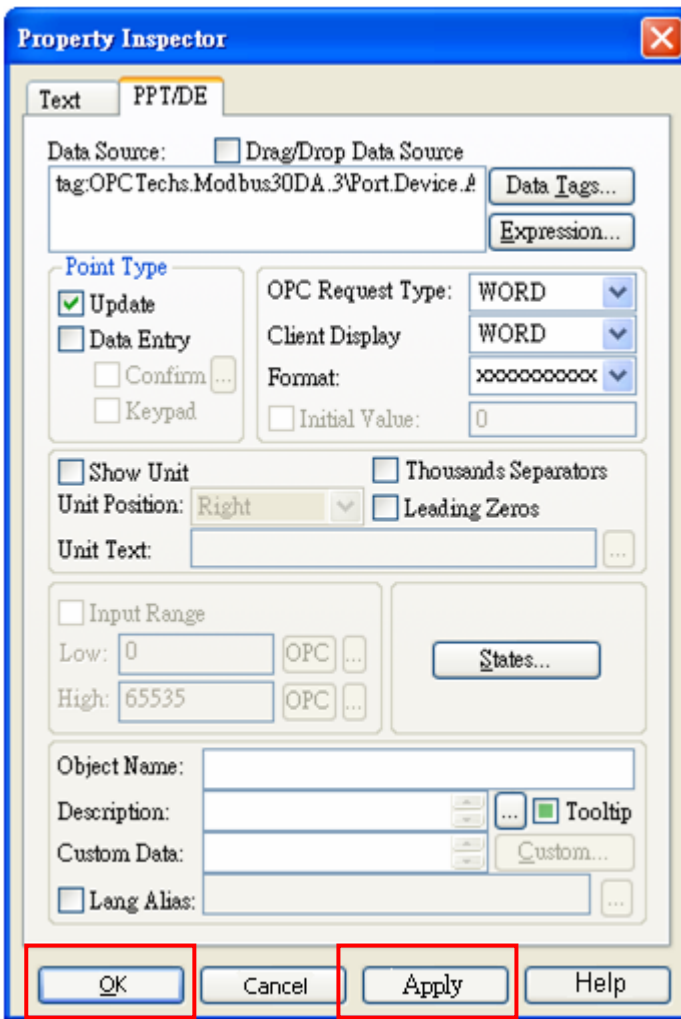 Property Inspector
Text PPT/DE
Data Source: Drag/Drop Data Source
tag:OPCTechs.Modbus30DA.3\Port.Device.A Data Tags...
Expression...
Point Type
Update
Data Entry
Confirm ...
Keypad
OPC Request Type: WORD
Client Display WORD
Format: xxxxxxxxxxx
Initial Value: 0
Show Unit Thousands Separators
Unit Position: Right Leading Zeros
Unit Text: ...
Input Range
Low: 0 OPC ...
High: 65535 OPC ...
States...
Object Name:
Description: ... Tooltip
Custom Data: Custom...
Lang Alias: ...
OK Cancel Apply Help